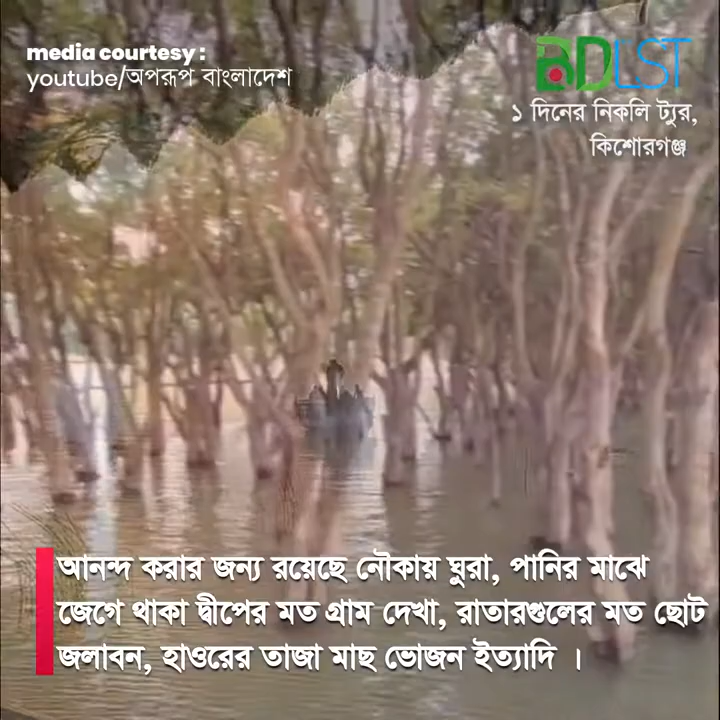 media courtesy :
youtube/অপরূপ বাংলাদেশ
BDLST
১ দিনের নিকলি ট্যুর,
কিশোরগঞ্জ
আনন্দ করার জন্য রয়েছে নৌকায় ঘুরা, পানির মাঝে
জেগে থাকা দ্বীপের মত গ্রাম দেখা, রাতারগুলের মত ছোট
জলাবন, হাওরের তাজা মাছ ভোজন ইত্যাদি ।